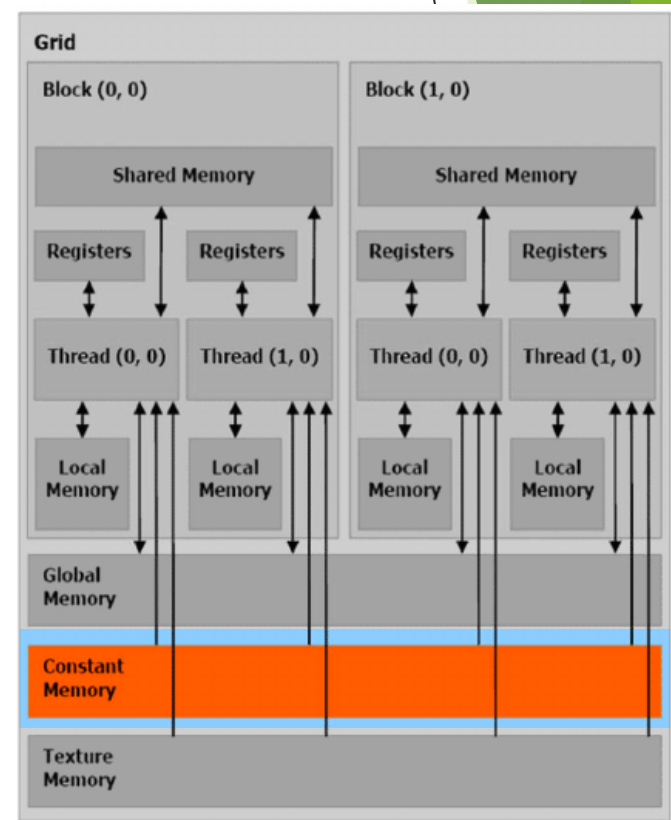 Grid
Block (0, 0)
Block (1, 0)
Shared Memory
Shared Memory
Registers
Registers
Registers
Registers
Thread (0, 0)
Thread (1, 0)
Thread (0, 0)
Thread (1, 0)
Local
Memory
Local
Memory
Local
Memory
Local
Memory
Global
Memory
Constant
Memory
Texture
Memory